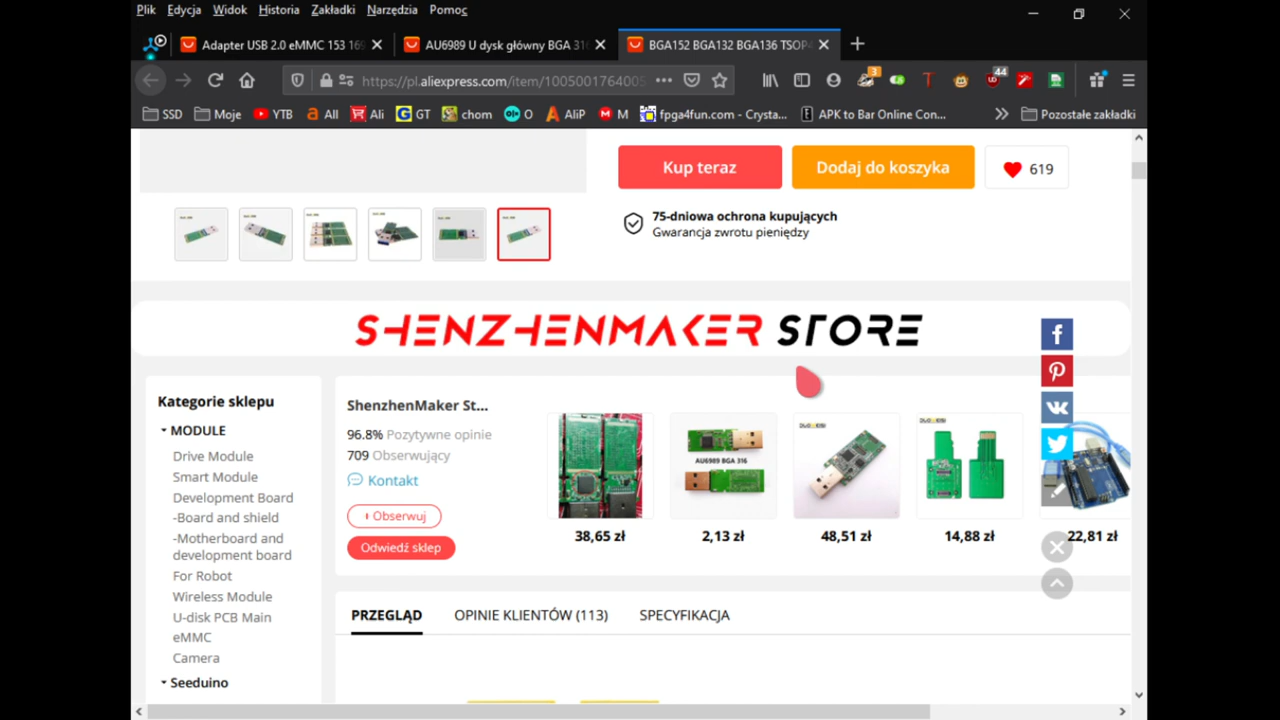 Plik Edycja Widok Historia Zakładki Narzędzia Pomoc
Adapter USB 2.0 eMMC 153 169
AU6989 U dysk główny BGA 316
BGA152 BGA132 BGA136 TSOP4
https://pl.aliexpress.com/item/1005001764005
3
44
SSD Moje YTB All Ali GT chom O AliP M fpga4fun.com - Crysta... APK to Bar Online Con... Pozostałe zakładki
Kup teraz
Dodaj do koszyka
619
75-dniowa ochrona kupujących
Gwarancja zwrotu pieniędzy
SHENZHENMAKER STORE
Kategorie sklepu
MODULE
Drive Module
Smart Module
Development Board
-Board and shield
-Motherboard and
development board
For Robot
Wireless Module
U-disk PCB Main
eMMC
Camera
Seeduino
ShenzhenMaker St...
96.8% Pozytywne opinie
709 Obserwujący
Kontakt
Obserwuj
Odwiedź sklep
AU6989 BGA 316
38,65 zł
2,13 zł
48,51 zł
14,88 zł
22,81 zł
PRZEGLĄD
OPINIE KLIENTÓW (113)
SPECYFIKACJA